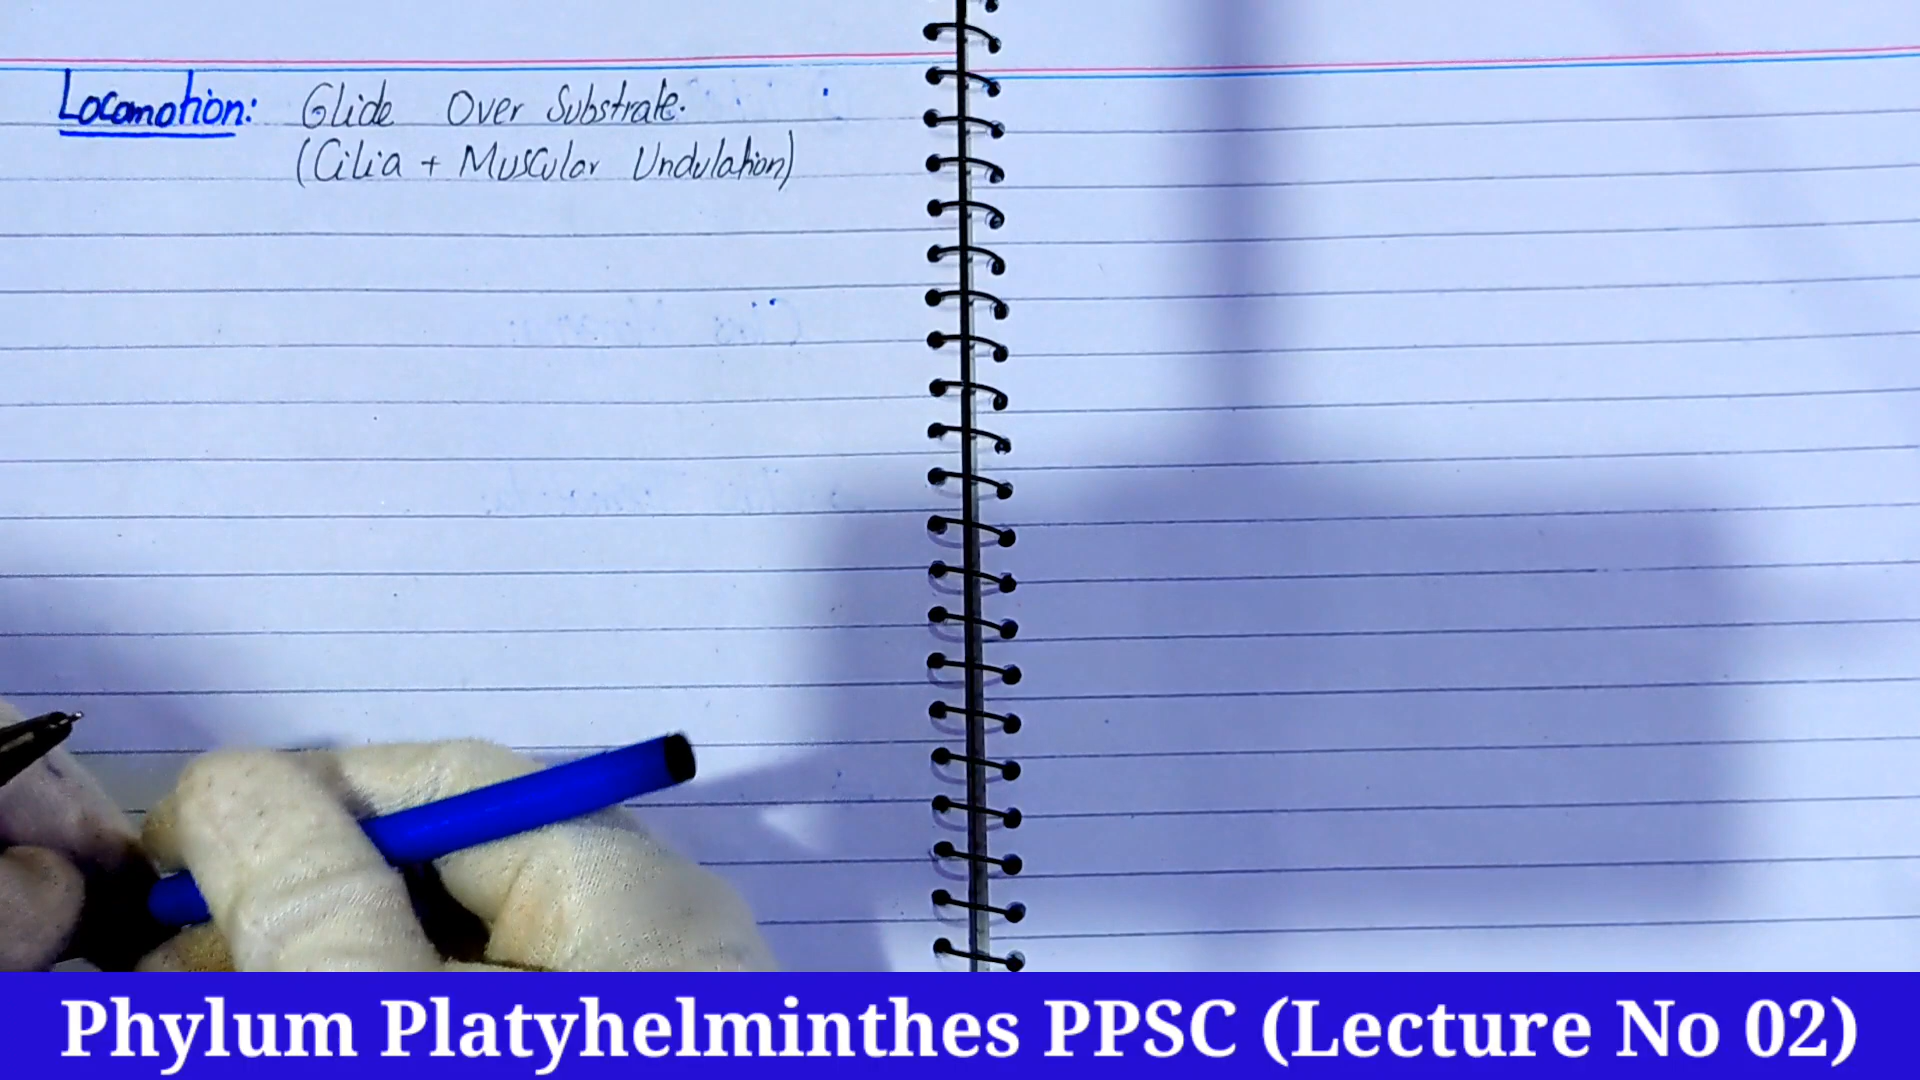 Locomotion: Glide Over Substrate.
(Cilia + Muscular Undulation)
Phylum Platyhelminthes PPSC (Lecture No 02)